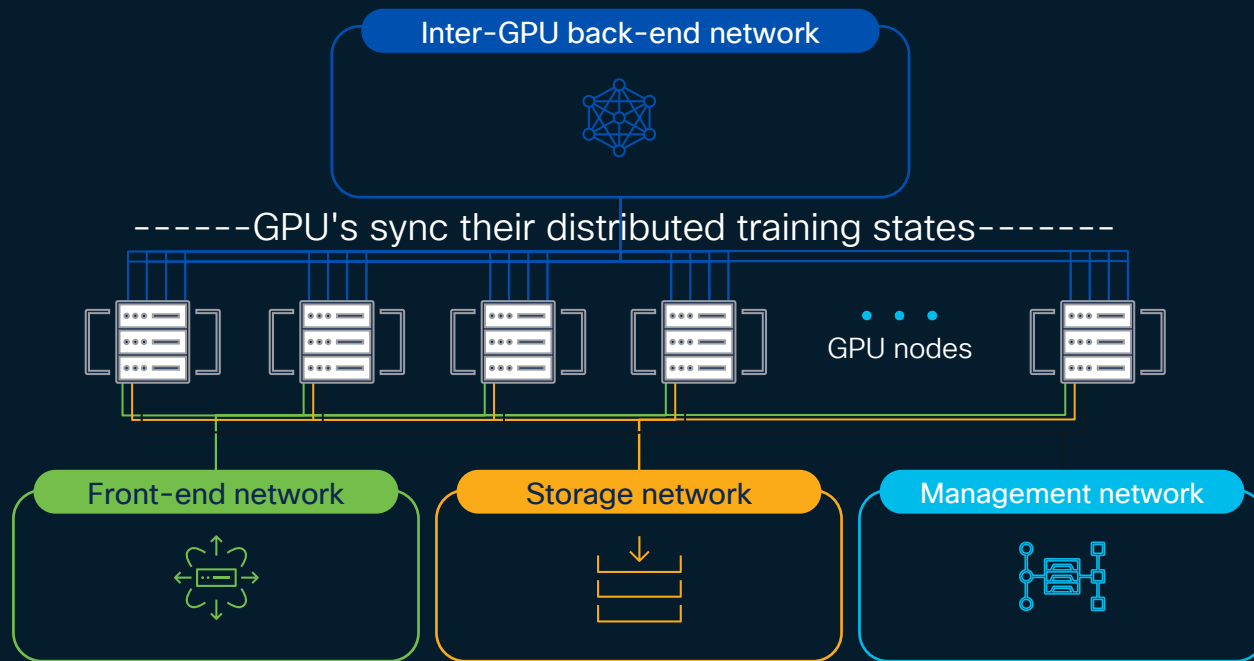 Inter-GPU back-end network
------GPU's sync their distributed training states-------
GPU nodes
Front-end network
Storage network
Management network